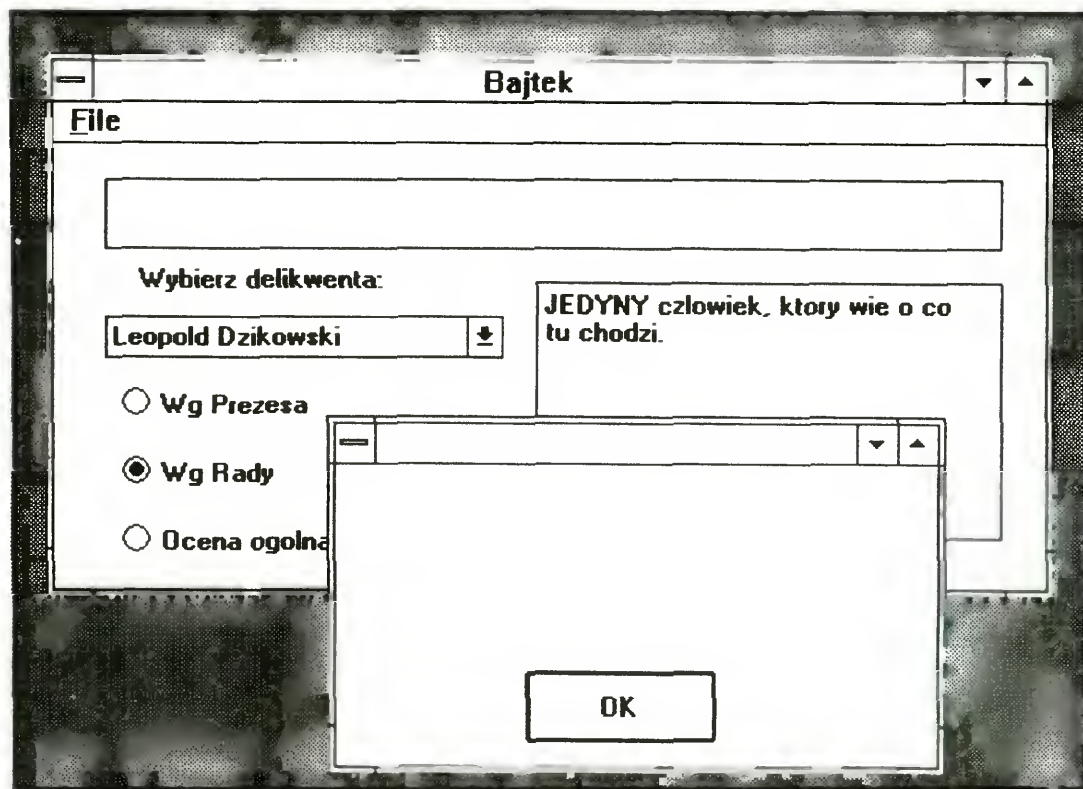 Bajtek
File
Wybierz delikwenta:
Leopold Dzikowski
JEDYNY czlowiek, ktory wie o co
tu chodzi.
Wg Prezesa
Wg Rady
Ocena ogolna
OK